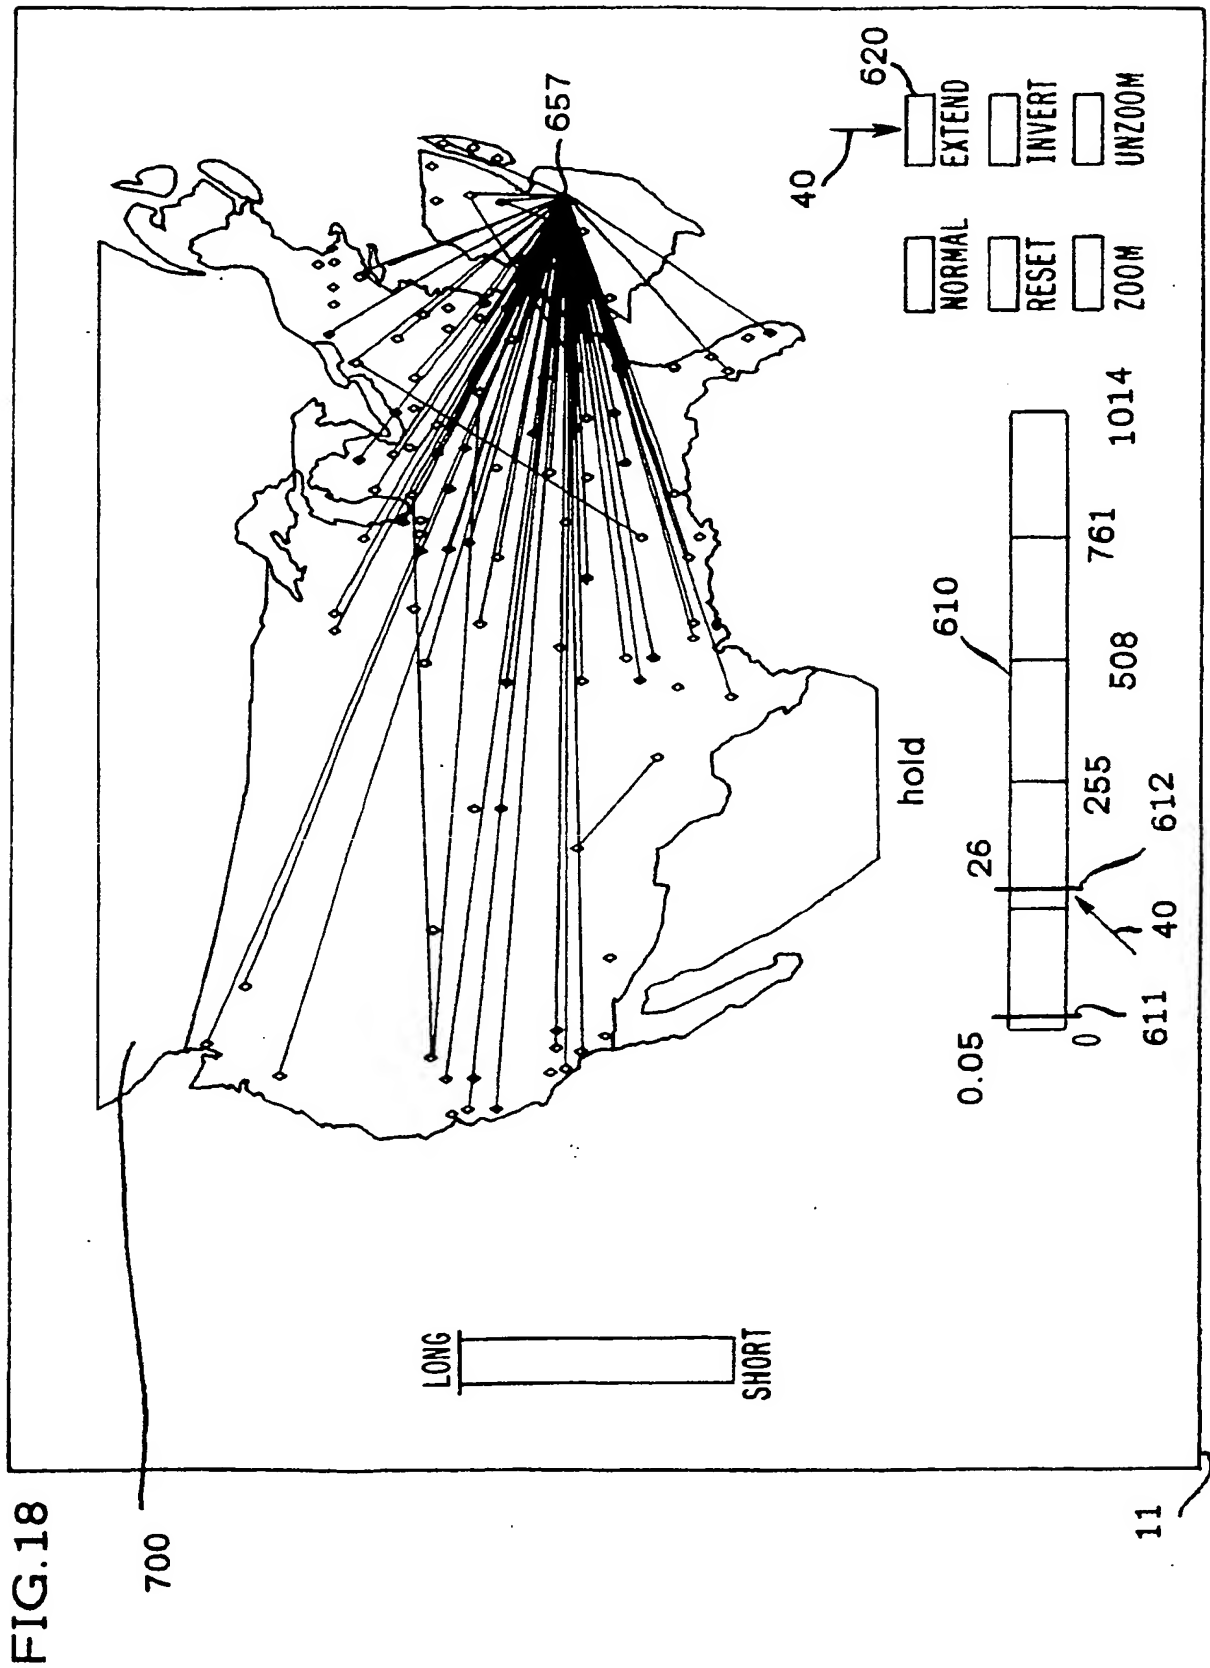 FIG.18
700
657
LONG
SHORT
hold
40
620
NORMAL
EXTEND
RESET
INVERT
ZOOM
UNZOOM
610
0.05
26
0
255
508
761
1014
611
40
612
11